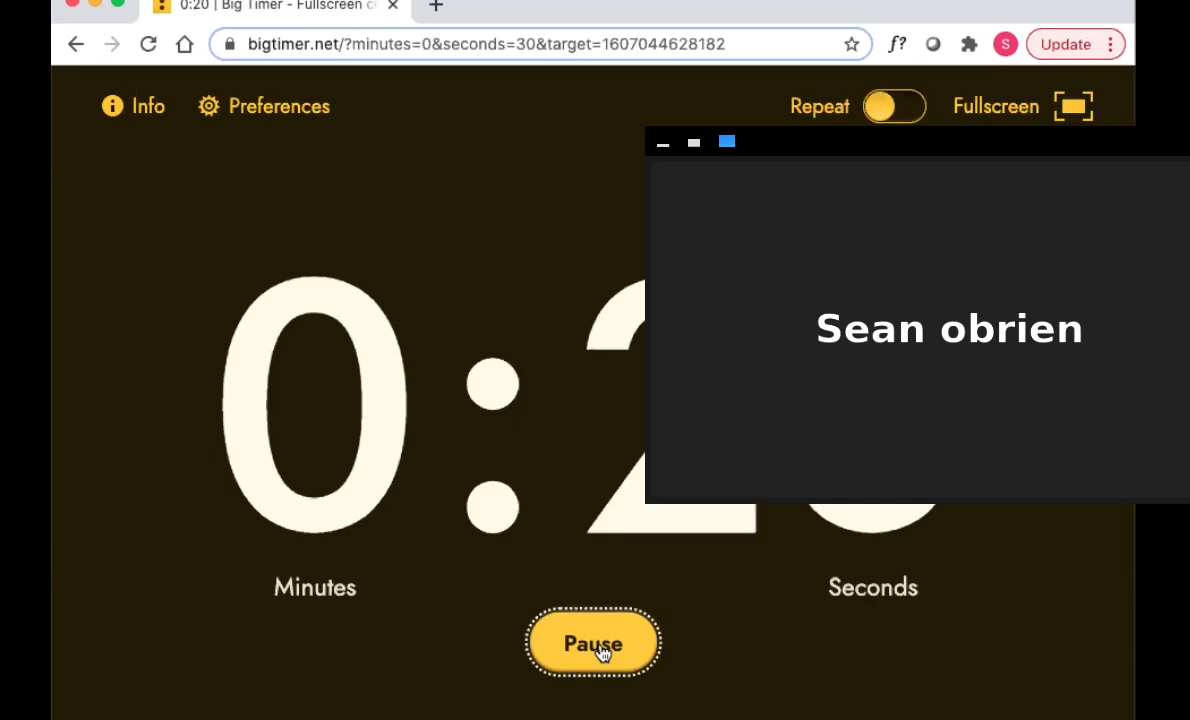 0:20 | Big Timer - Fullscreen c
bigtimer.net/?minutes=0&seconds=30&target=1607044628182
f?
S
Update
Info
Preferences
Repeat
Fullscreen
Sean obrien
0:20
Minutes
Seconds
Pause